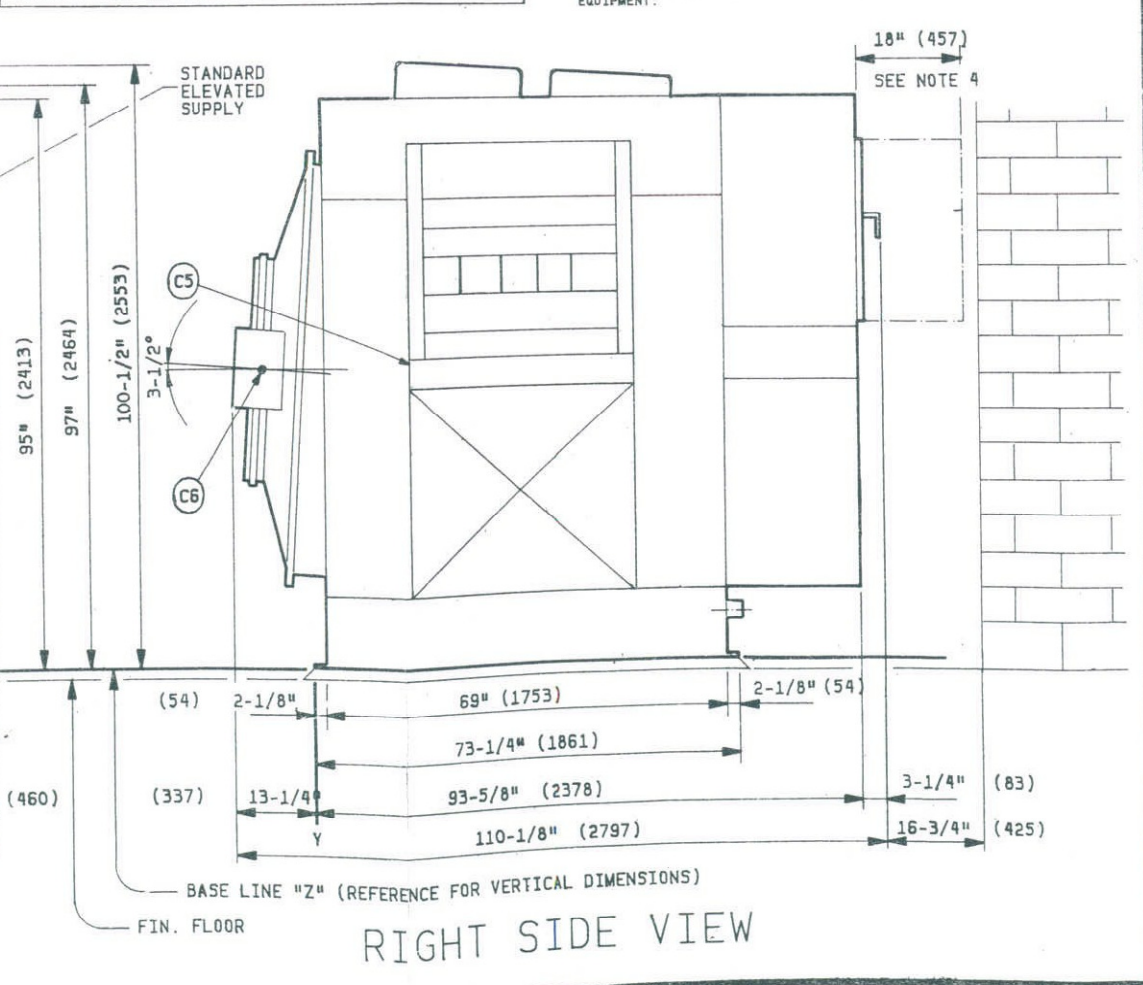 EQUIPMENT.
18" (457)
SEE NOTE 4
STANDARD
ELEVATED
SUPPLY
95" (2413)
97" (2464)
100-1/2" (2553)
3-1/2°
C5
C6
(54) 2-1/8"
69" (1753)
2-1/8" (54)
73-1/4" (1861)
(460)
(337) 13-1/4"
93-5/8" (2378)
3-1/4" (83)
Y
110-1/8" (2797)
16-3/4" (425)
BASE LINE "Z" (REFERENCE FOR VERTICAL DIMENSIONS)
FIN. FLOOR
RIGHT SIDE VIEW